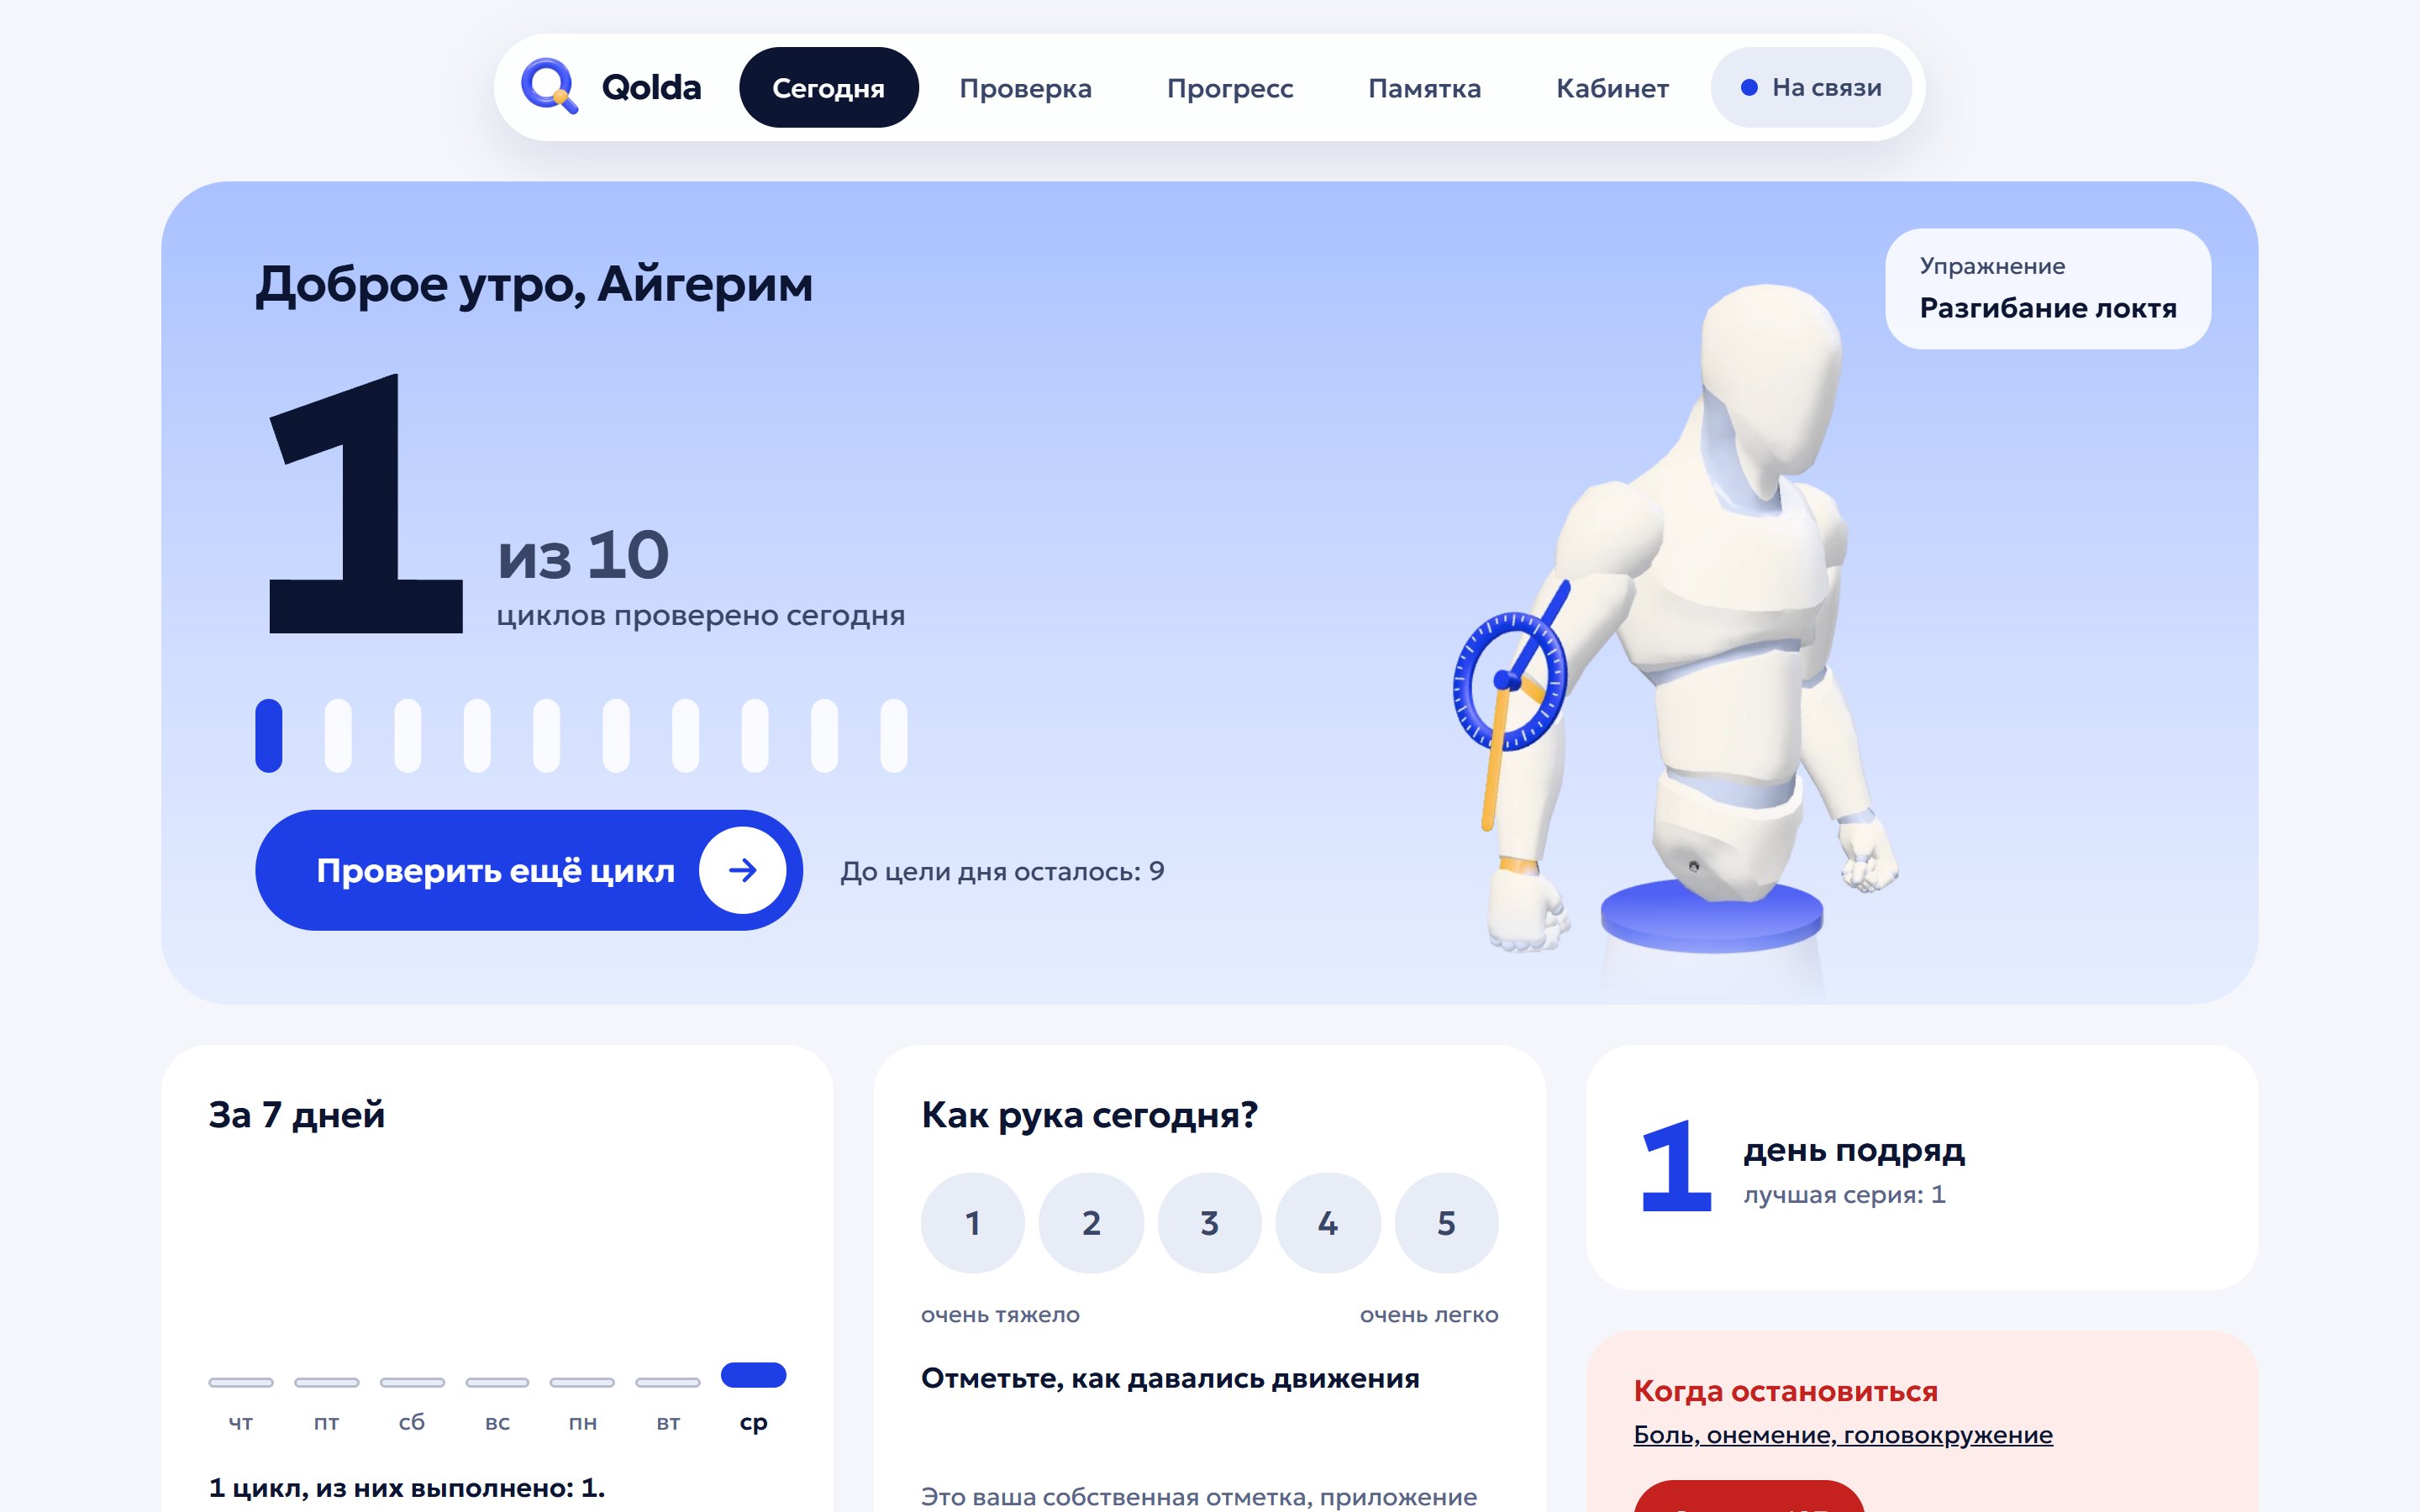 Qolda
Сегодня
Проверка
Прогресс
Памятка
Кабинет
На связи
Доброе утро, Айгерим
Упражнение
Разгибание локтя
1
из 10
циклов проверено сегодня
Проверить ещё цикл
До цели дня осталось: 9
За 7 дней
чт
пт
сб
вс
пн
вт
ср
1 цикл, из них выполнено: 1.
Как рука сегодня?
1
2
3
4
5
очень тяжело
очень легко
Отметьте, как давались движения
Это ваша собственная отметка, приложение
1
день подряд
лучшая серия: 1
Когда остановиться
Боль, онемение, головокружение